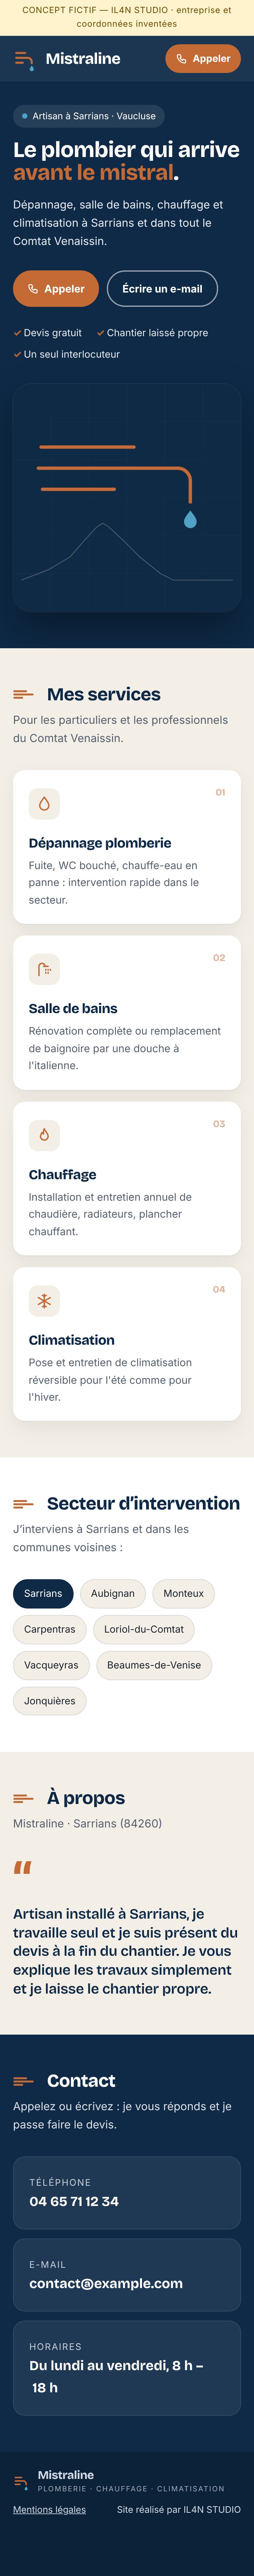 CONCEPT FICTIF — IL4N STUDIO · entreprise et
coordonnées inventées
Mistraline
Appeler
Artisan à Sarrians · Vaucluse
Le plombier qui arrive
avant le mistral.
Dépannage, salle de bains, chauffage et
climatisation à Sarrians et dans tout le
Comtat Venaissin.
Appeler
Écrire un e-mail
✓ Devis gratuit ✓ Chantier laissé propre
✓ Un seul interlocuteur
Mes services
Pour les particuliers et les professionnels
du Comtat Venaissin.
01
Dépannage plomberie
Fuite, WC bouché, chauffe-eau en
panne : intervention rapide dans le
secteur.
02
Salle de bains
Rénovation complète ou remplacement
de baignoire par une douche à
l'italienne.
03
Chauffage
Installation et entretien annuel de
chaudière, radiateurs, plancher
chauffant.
04
Climatisation
Pose et entretien de climatisation
réversible pour l'été comme pour
l'hiver.
Secteur d'intervention
J'interviens à Sarrians et dans les
communes voisines :
Sarrians Aubignan Monteux
Carpentras Loriol-du-Comtat
Vacqueyras Beaumes-de-Venise
Jonquières
À propos
Mistraline · Sarrians (84260)
“
Artisan installé à Sarrians, je
travaille seul et je suis présent du
devis à la fin du chantier. Je vous
explique les travaux simplement
et je laisse le chantier propre.
Contact
Appelez ou écrivez : je vous réponds et je
passe faire le devis.
TÉLÉPHONE
04 65 71 12 34
E-MAIL
contact@example.com
HORAIRES
Du lundi au vendredi, 8 h –
18 h
Mistraline
PLOMBERIE · CHAUFFAGE · CLIMATISATION
Mentions légales
Site réalisé par IL4N STUDIO